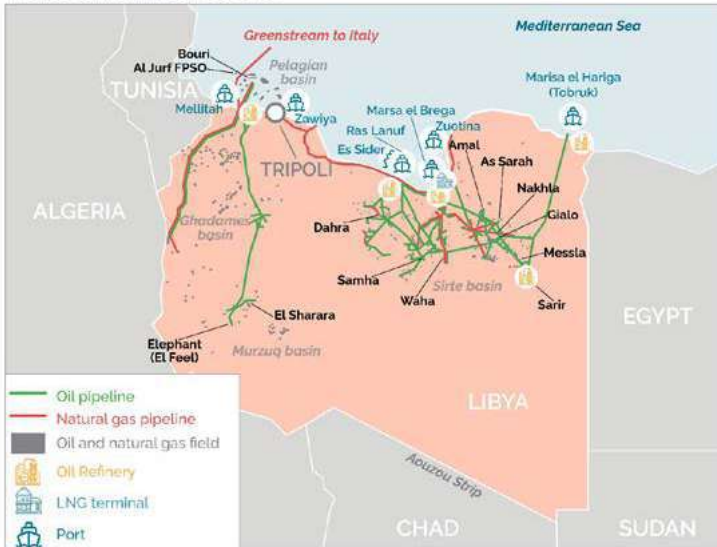 Mediterranean Sea
Greenstream to Italy
Bouri
Al Jurf FPSO
Pelagian
basin
TUNISIA
Mellitah
Zawiya
TRIPOLI
Marisa el Hariga
(Tobruk)
Marsa el Brega
Zuotina
Ras Lanuf
Es Sider
Amal
As Sarah
Nakhla
Gialo
Messla
Sarir
ALGERIA
Ghadames
basin
Dahra
Samha
Waha
Sirte basin
El Sharara
Elephant
(El Feel)
Murzuq basin
EGYPT
LIBYA
Aouzou Strip
CHAD
SUDAN
Oil pipeline
Natural gas pipeline
Oil and natural gas field
Oil Refinery
LNG terminal
Port